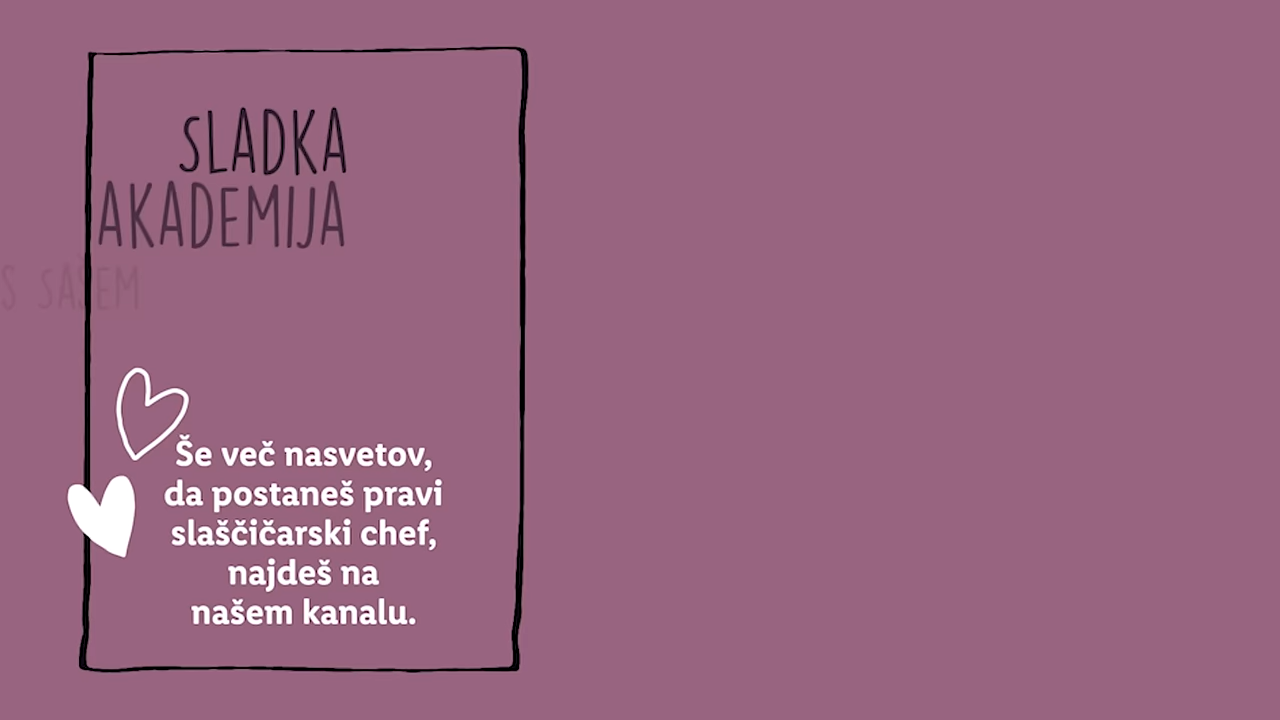 SLADKA
AKADEMIJA
S SAŠEM
Še več nasvetov,
da postaneš pravi
slaščičarski chef,
najdeš na
našem kanalu.